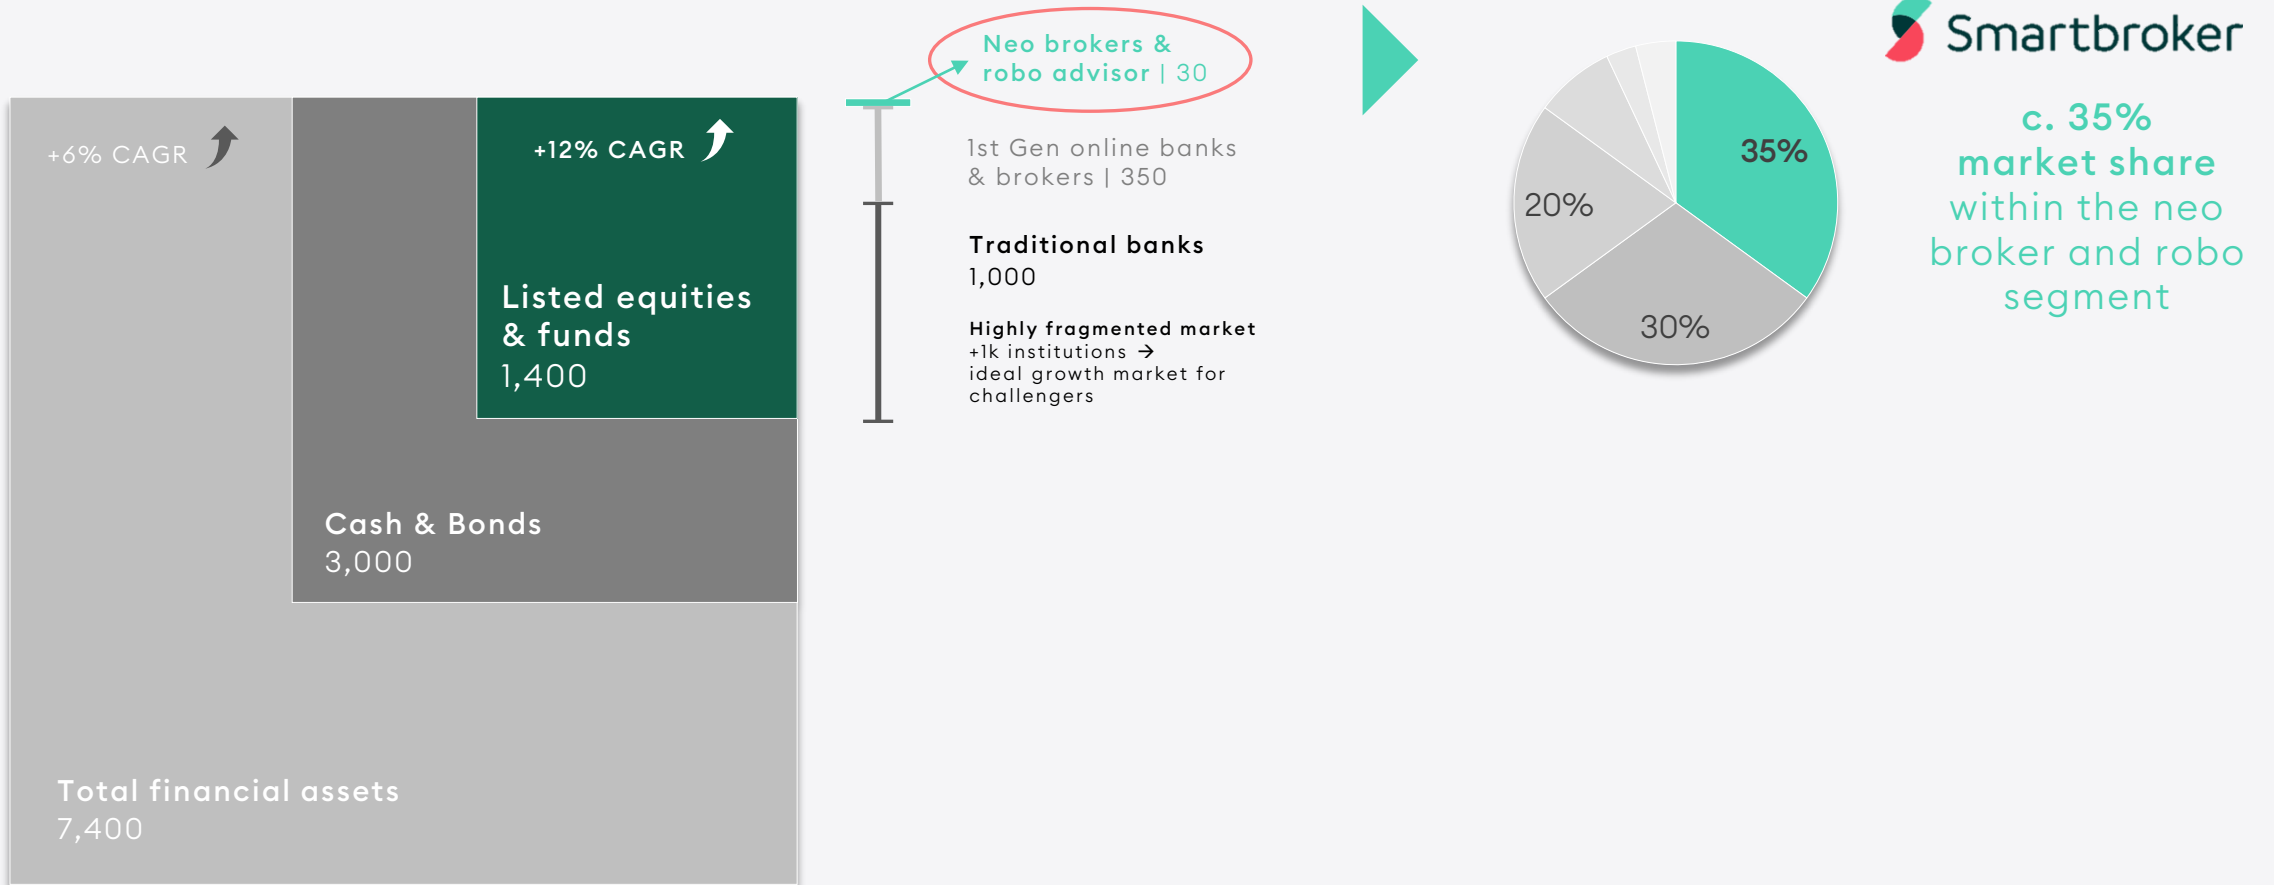 +6% CAGR
+12% CAGR
Listed equities
& funds
1,400
Cash & Bonds
3,000
Total financial assets
7,400
Neo brokers &
robo advisor | 30
1st Gen online banks
& brokers | 350
Traditional banks
1,000
Highly fragmented market
+1k institutions →
ideal growth market for
challengers
35%
20%
30%
Smartbroker
c. 35%
market share
within the neo
broker and robo
segment